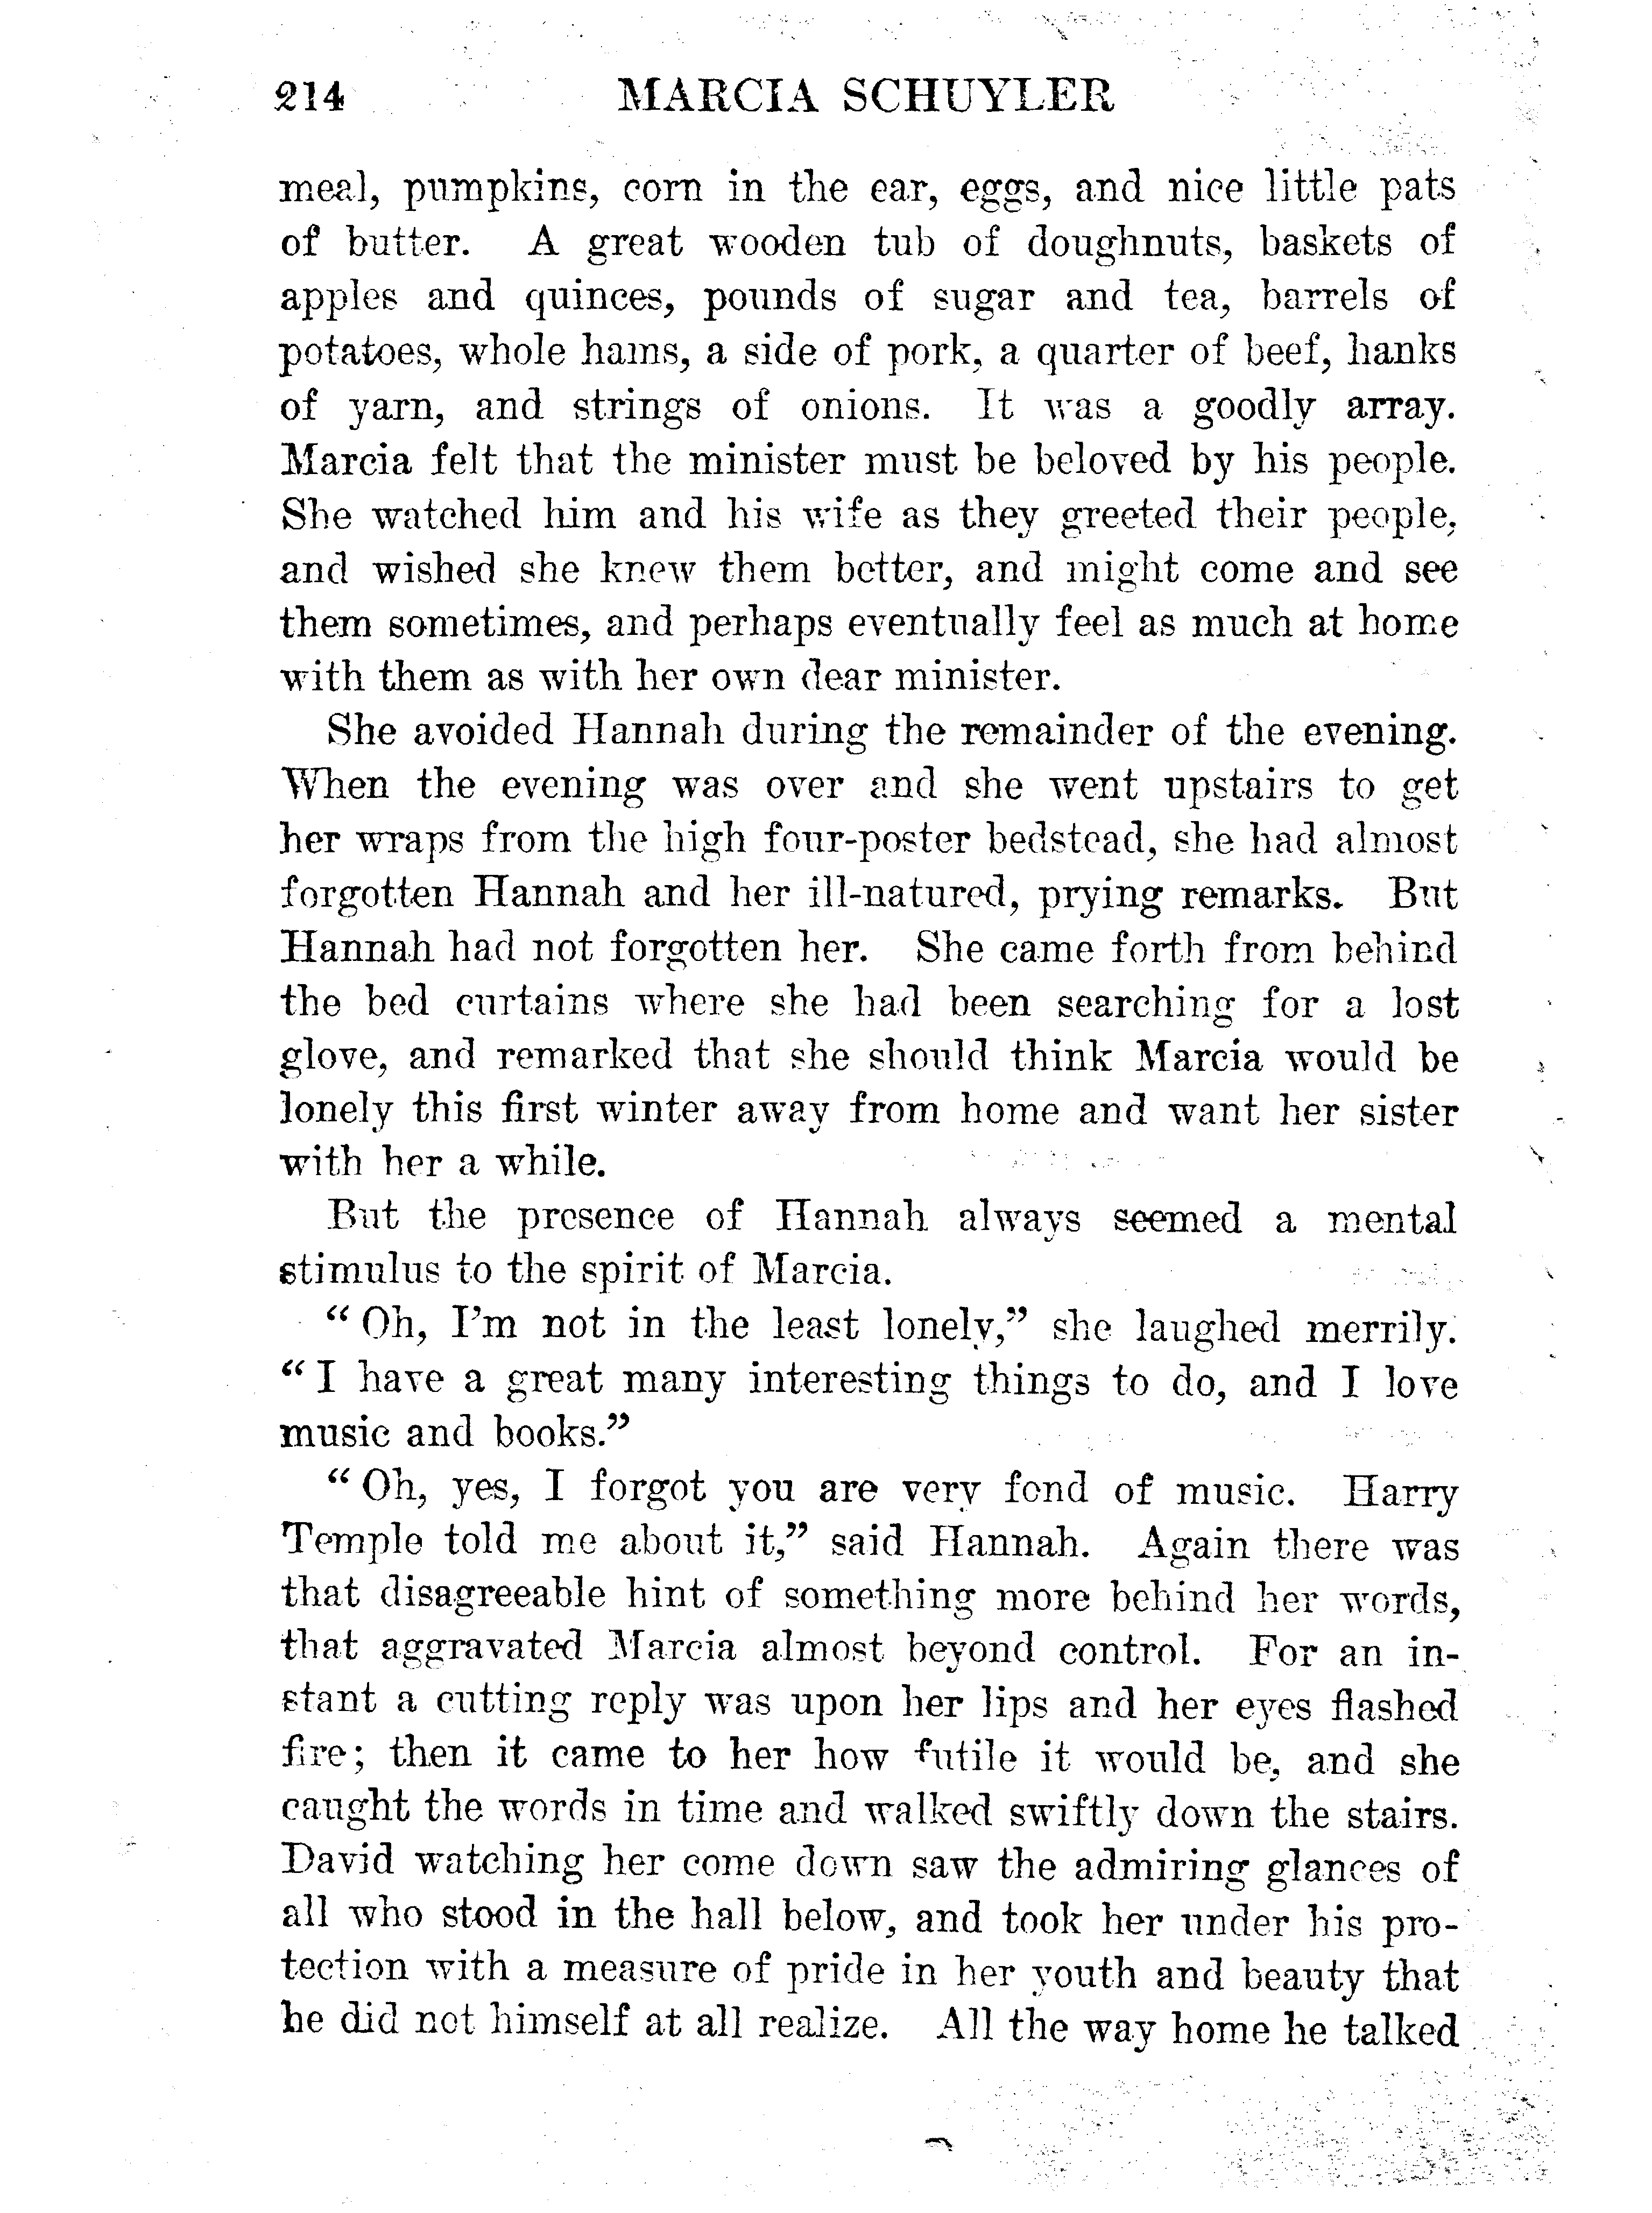 214 MARCIA SCHUYLER
meal, pumpkins, corn in the ear, eggs, and nice little pats
of butter. A great wooden tub of doughnuts, baskets of
apples and quinces, pounds of sugar and tea, barrels of
potatoes, whole hams, a side of pork, a quarter of beef, hanks
of yarn, and strings of onions. It was a goodly array.
Marcia felt that the minister must be beloved by his people.
She watched him and his wife as they greeted their people,
and wished she knew them better, and might come and see
them sometimes, and perhaps eventually feel as much at home
with them as with her own dear minister.
She avoided Hannah during the remainder of the evening.
When the evening was over and she went upstairs to get
her wraps from the high four-poster bedstead, she had almost
forgotten Hannah and her ill-natured, prying remarks. But
Hannah had not forgotten her. She came forth from behind
the bed curtains where she had been searching for a lost
glove, and remarked that she should think Marcia would be
lonely this first winter away from home and want her sister
with her a while.
But the presence of Hannah always seemed a mental
stimulus to the spirit of Marcia.
“Oh, I’m not in the least lonely,” she laughed merrily.
“I have a great many interesting things to do, and I love
music and books.”
“Oh, yes, I forgot you are very fond of music. Harry
Temple told me about it,” said Hannah. Again there was
that disagreeable hint of something more behind her words,
that aggravated Marcia almost beyond control. For an in-
stant a cutting reply was upon her lips and her eyes flashed
fire; then it came to her how futile it would be, and she
caught the words in time and walked swiftly down the stairs.
David watching her come down saw the admiring glances of
all who stood in the hall below, and took her under his pro-
tection with a measure of pride in her youth and beauty that
he did not himself at all realize. All the way home he talked